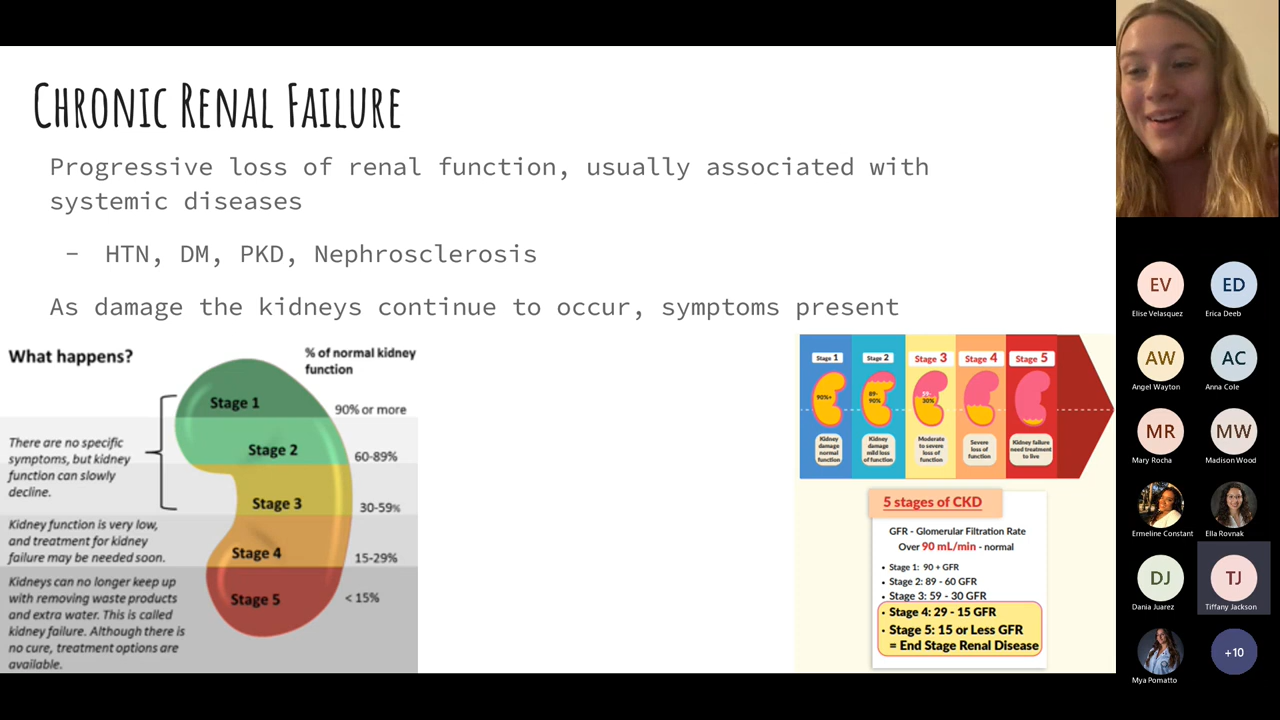 CHRONIC RENAL FAILURE
Progressive loss of renal function, usually associated with
systemic diseases
- HTN, DM, PKD, Nephrosclerosis
As damage the kidneys continue to occur, symptoms present
What happens?
% of normal kidney
function
Stage 1
90% or more
There are no specific
symptoms, but kidney
function can slowly
decline.
Stage 2
60-89%
Stage 3
30-59%
Kidney function is very low,
and treatment for kidney
failure may be needed soon.
Stage 4
15-29%
Kidneys can no longer keep up
with removing waste products
and extra water. This is called
kidney failure. Although there is
no cure, treatment options are
available.
Stage 5
< 15%
Stage 1
Stage 2
Stage 3
Stage 4
Stage 5
90%+
89-
90%
59-
30%
Kidney
damage
normal
function
Kidney
damage
mild loss
of function
Moderate
to severe
loss of
function
Severe
loss of
function
Kidney failure
need treatment
to live
5 stages of CKD
GFR - Glomerular Filtration Rate
Over 90 mL/min - normal
• Stage 1: 90 + GFR
• Stage 2: 89 - 60 GFR
• Stage 3: 59 - 30 GFR
• Stage 4: 29 - 15 GFR
• Stage 5: 15 or Less GFR
= End Stage Renal Disease
EV
Elise Velasquez
ED
Erica Deeb
AW
Angel Wayton
AC
Anna Cole
MR
Mary Rocha
MW
Madison Wood
Ermeline Constant
Ella Rovnak
DJ
Dania Juarez
TJ
Tiffany Jackson
Mya Pomatto
+10